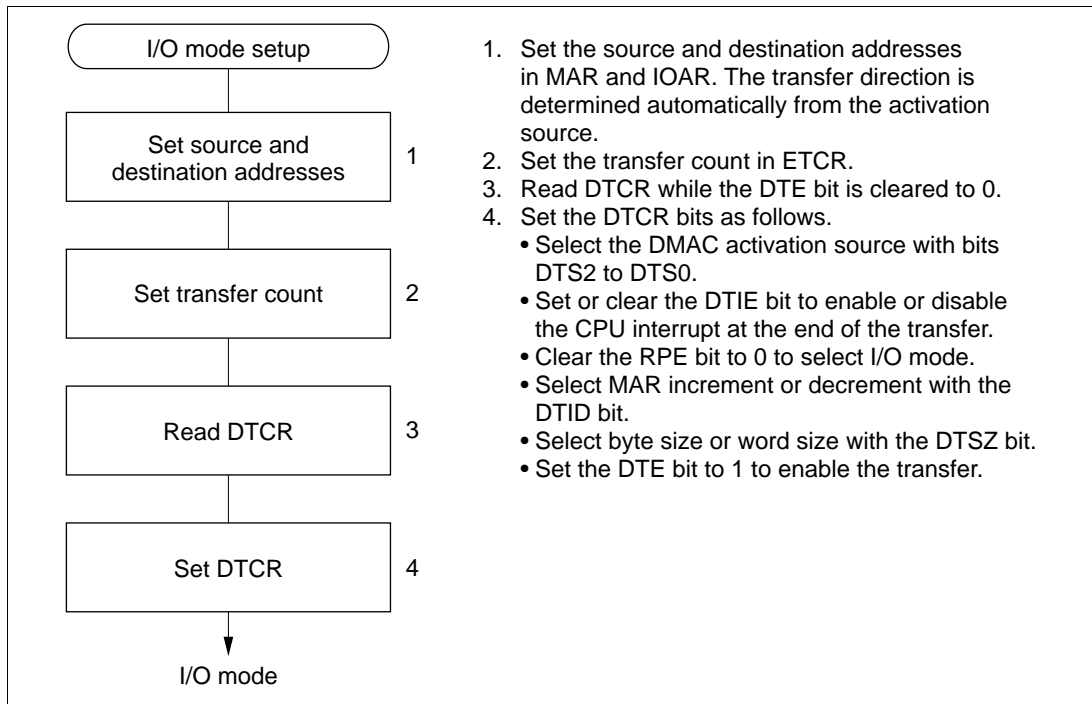 I/O mode setup
Set source and
destination addresses
1
Set transfer count
2
Read DTCR
3
Set DTCR
4
I/O mode
1. Set the source and destination addresses
in MAR and IOAR. The transfer direction is
determined automatically from the activation
source.
2. Set the transfer count in ETCR.
3. Read DTCR while the DTE bit is cleared to 0.
4. Set the DTCR bits as follows.
• Select the DMAC activation source with bits
DTS2 to DTS0.
• Set or clear the DTIE bit to enable or disable
the CPU interrupt at the end of the transfer.
• Clear the RPE bit to 0 to select I/O mode.
• Select MAR increment or decrement with the
DTID bit.
• Select byte size or word size with the DTSZ bit.
• Set the DTE bit to 1 to enable the transfer.